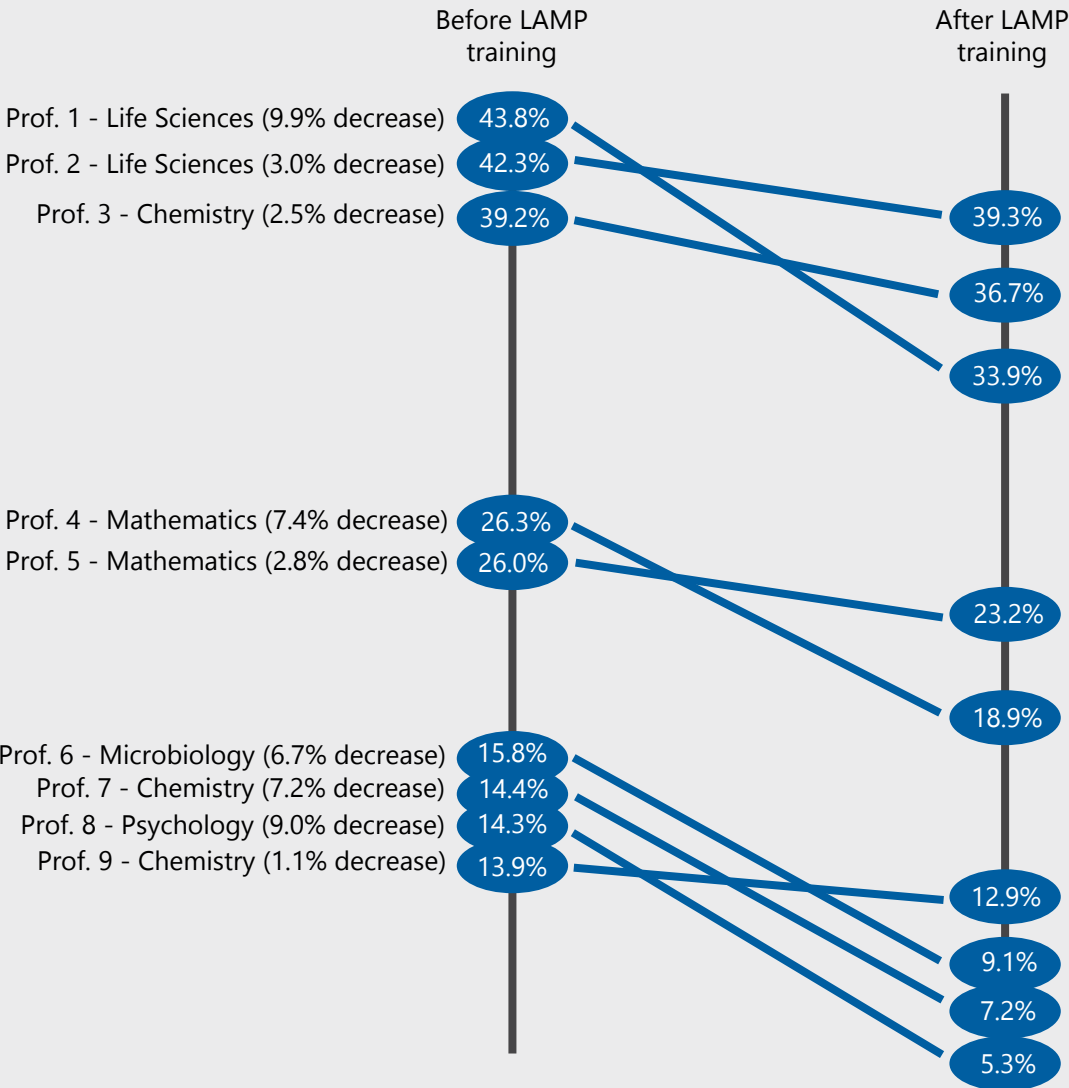 Before LAMP
training
After LAMP
training
Prof. 1 - Life Sciences (9.9% decrease) 43.8%
Prof. 2 - Life Sciences (3.0% decrease) 42.3%
Prof. 3 - Chemistry (2.5% decrease) 39.2%
39.3%
36.7%
33.9%
Prof. 4 - Mathematics (7.4% decrease) 26.3%
Prof. 5 - Mathematics (2.8% decrease) 26.0%
23.2%
18.9%
Prof. 6 - Microbiology (6.7% decrease) 15.8%
Prof. 7 - Chemistry (7.2% decrease) 14.4%
Prof. 8 - Psychology (9.0% decrease) 14.3%
Prof. 9 - Chemistry (1.1% decrease) 13.9%
12.9%
9.1%
7.2%
5.3%